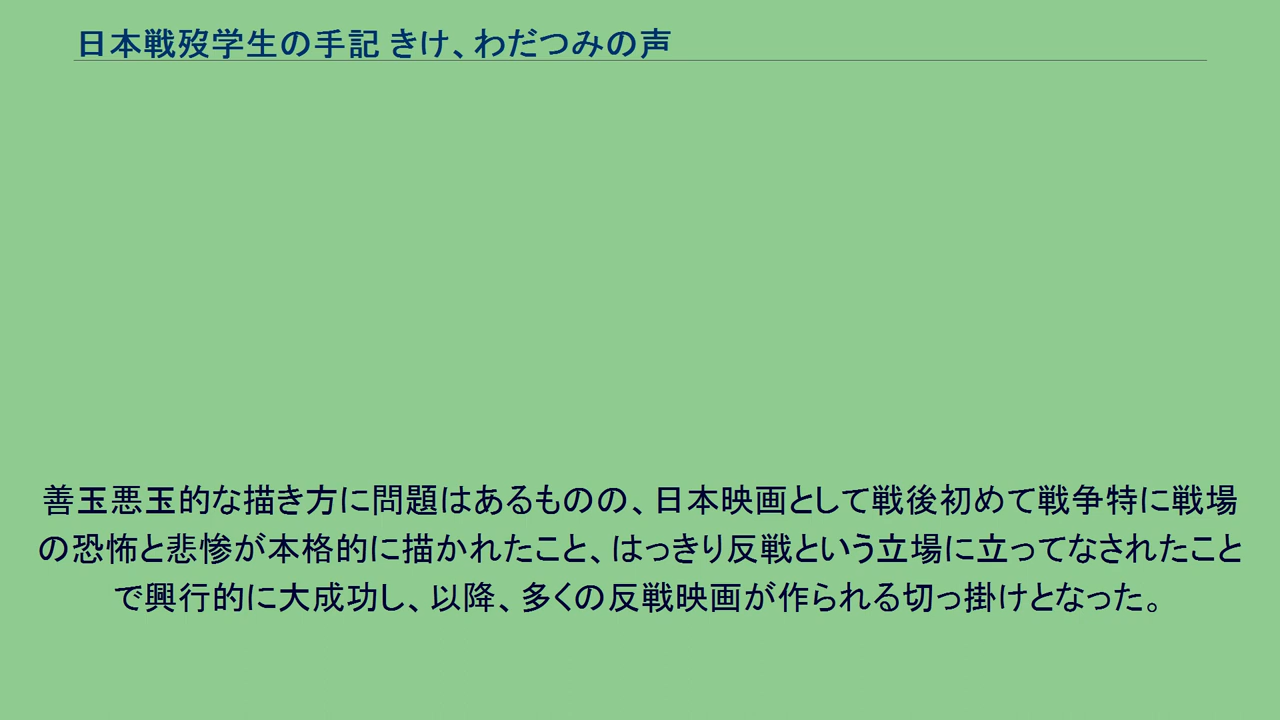 日本戦歿学生の手記 きけ、わだつみの声
善玉悪玉的な描き方に問題はあるものの、日本映画として戦後初めて戦争特に戦場
の恐怖と悲惨が本格的に描かれたこと、はっきり反戦という立場に立ってなされたこと
で興行的に大成功し、以降、多くの反戦映画が作られる切っ掛けとなった。